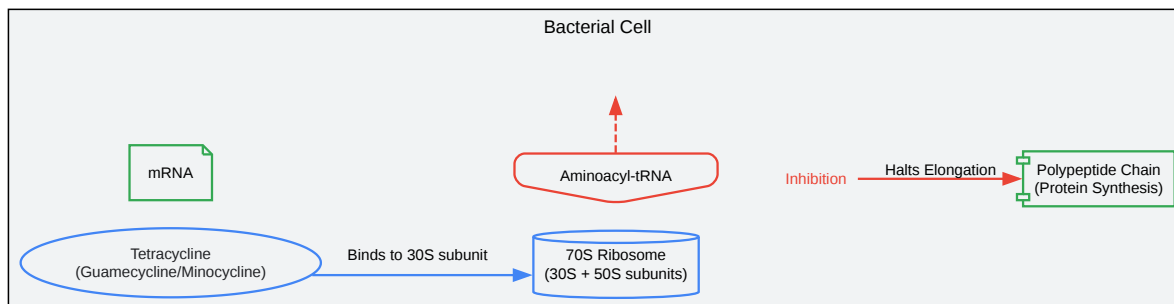 Bacterial Cell
mRNA
Aminoacyl-tRNA
Inhibition
Halts Elongation
Polypeptide Chain
(Protein Synthesis)
Tetracycline
(Guamecycline/Minocycline)
Binds to 30S subunit
70S Ribosome
(30S + 50S subunits)